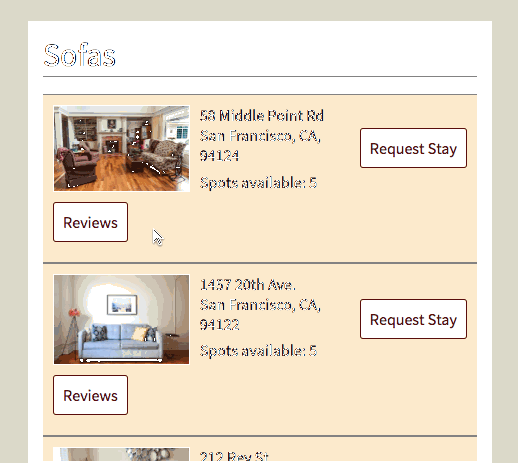 Sofas
58 Middle Point Rd
San Francisco, CA,
94124
Spots available: 5
Request Stay
Reviews
1457 20th Ave.
San Francisco, CA,
94122
Spots available: 5
Request Stay
Reviews
212 Bey St